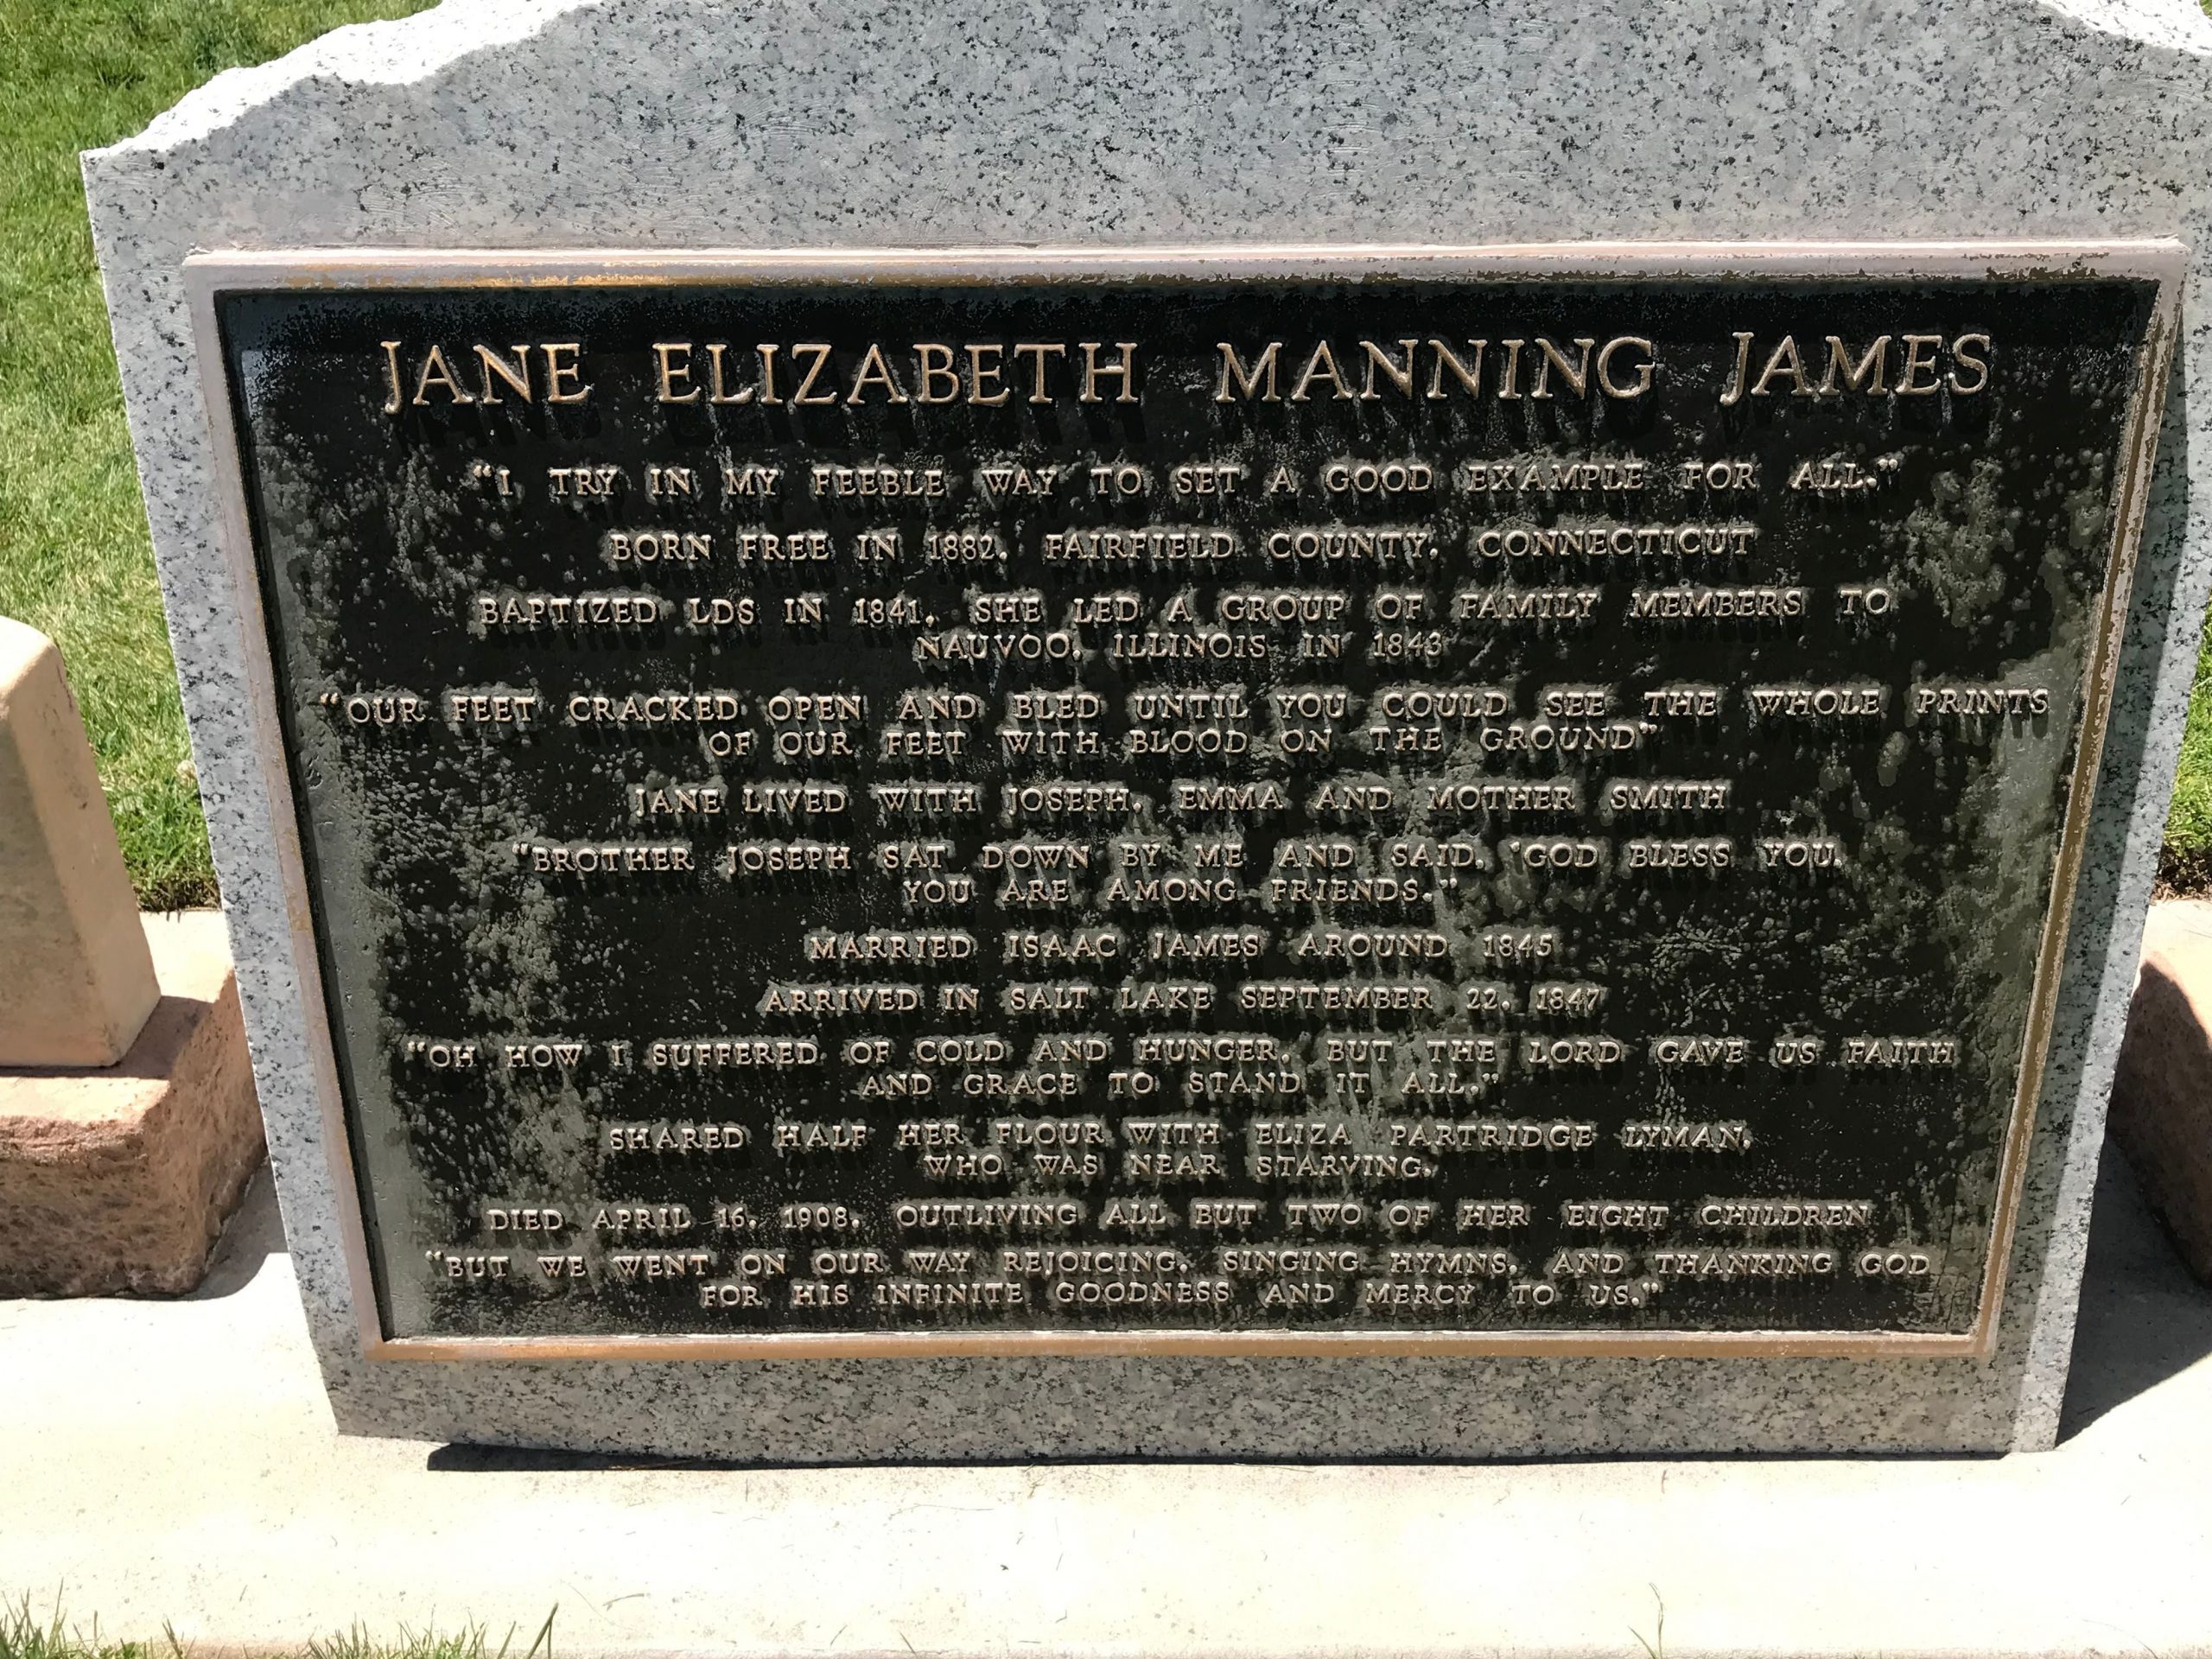 JANE ELIZABETH MANNING JAMES
"I TRY IN MY FEEBLE WAY TO SET A GOOD EXAMPLE FOR ALL."
BORN FREE IN 1882, FAIRFIELD COUNTY, CONNECTICUT
BAPTIZED LDS IN 1841, SHE LED A GROUP OF FAMILY MEMBERS TO
NAUVOO, ILLINOIS IN 1843
"OUR FEET CRACKED OPEN AND BLED UNTIL YOU COULD SEE THE WHOLE PRINTS
OF OUR FEET WITH BLOOD ON THE GROUND"
JANE LIVED WITH JOSEPH, EMMA AND MOTHER SMITH
"BROTHER JOSEPH SAT DOWN BY ME AND SAID, 'GOD BLESS YOU,
YOU ARE AMONG FRIENDS."
MARRIED ISAAC JAMES AROUND 1845
ARRIVED IN SALT LAKE SEPTEMBER 22, 1847
"OH HOW I SUFFERED OF COLD AND HUNGER, BUT THE LORD GAVE US FAITH
AND GRACE TO STAND IT ALL."
SHARED HALF HER FLOUR WITH ELIZA PARTRIDGE LYMAN,
WHO WAS NEAR STARVING.
DIED APRIL 16, 1908, OUTLIVING ALL BUT TWO OF HER EIGHT CHILDREN
"BUT WE WENT ON OUR WAY REJOICING, SINGING HYMNS, AND THANKING GOD
FOR HIS INFINITE GOODNESS AND MERCY TO US."